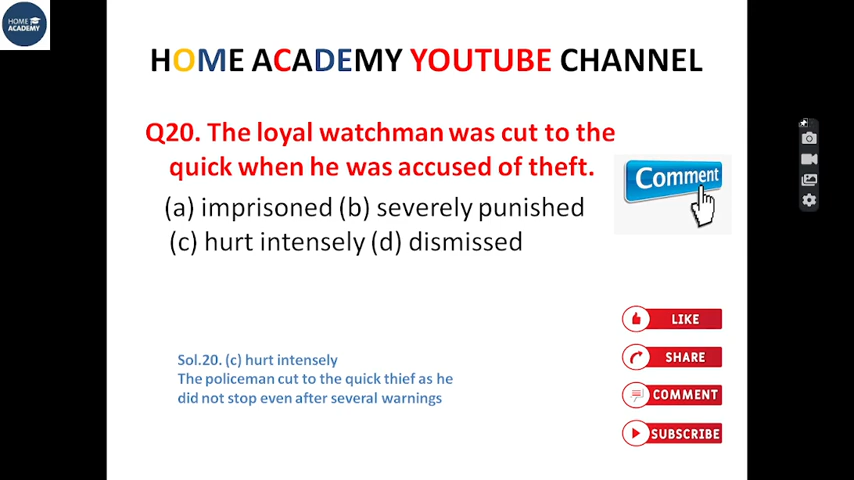 HOME
ACADEMY
HOME ACADEMY YOUTUBE CHANNEL
Q20. The loyal watchman was cut to the
quick when he was accused of theft.
(a) imprisoned (b) severely punished
(c) hurt intensely (d) dismissed
Comment
Sol.20. (c) hurt intensely
The policeman cut to the quick thief as he
did not stop even after several warnings
LIKE
SHARE
COMMENT
SUBSCRIBE